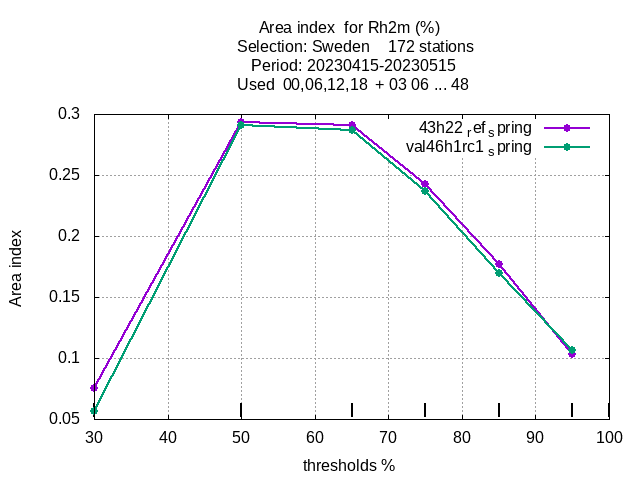 Area index  for Rh2m (%)
Selection: Sweden    172 stations
Period: 20230415-20230515
Used  00,06,12,18  + 03 06 ... 48
43h22 ref spring
val46h1rc1 spring
0.3
0.25
0.2
0.15
0.1
0.05
Area index
30 40 50 60 70 80 90 100
thresholds %